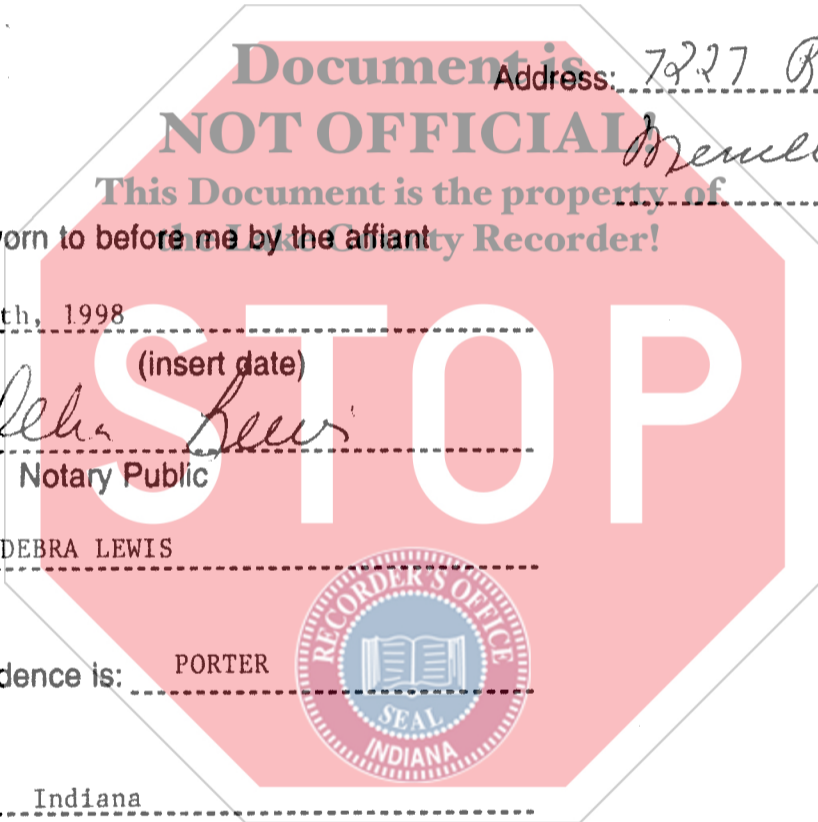 Document is
NOT OFFICIAL!
This Document is the property of
the Lake County Recorder!
Address: 7227
orn to before me by the affiant
th, 1998
(insert date)
STOP
Notary Public
DEBRA LEWIS
dence is: PORTER
RECORDER'S OFFICE
SEAL
INDIANA
Indiana